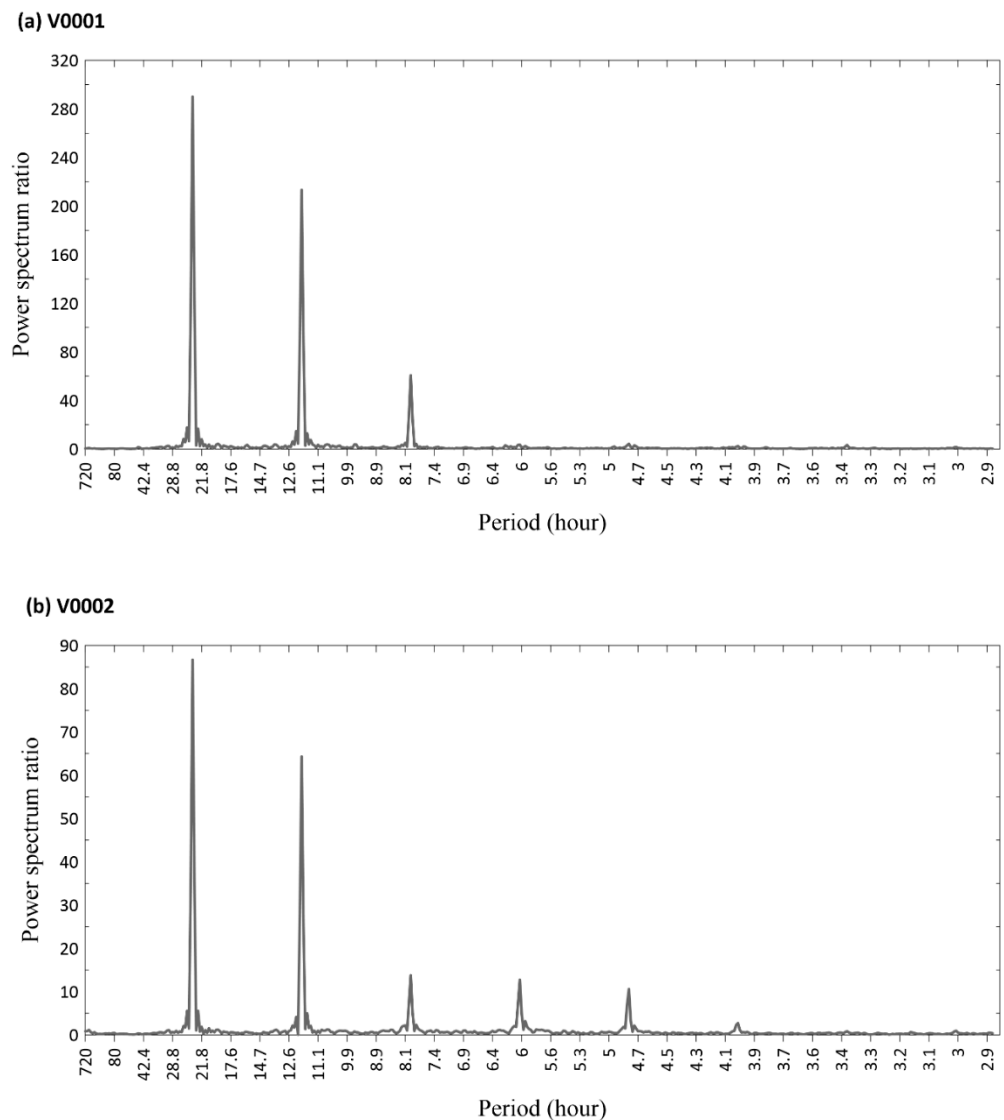 (a) V0001
320
280
240
200
160
120
80
40
0
Power spectrum ratio
720 80 42.4 28.8 21.8 17.6 14.7 12.6 11.1 9.9 8.9 8.1 7.4 6.9 6.4 6 5.6 5.3 5 4.7 4.5 4.3 4.1 3.9 3.8 3.6 3.4 3.3 3.2 3.1 3 2.9
Period (hour)
(b) V0002
90
80
70
60
50
40
30
20
10
0
Power spectrum ratio
720 80 42.4 28.8 21.8 17.6 14.7 12.6 11.1 9.9 8.9 8.1 7.4 6.9 6.4 6 5.6 5.3 5 4.7 4.5 4.3 4.1 3.9 3.8 3.6 3.4 3.3 3.2 3.1 3 2.9
Period (hour)